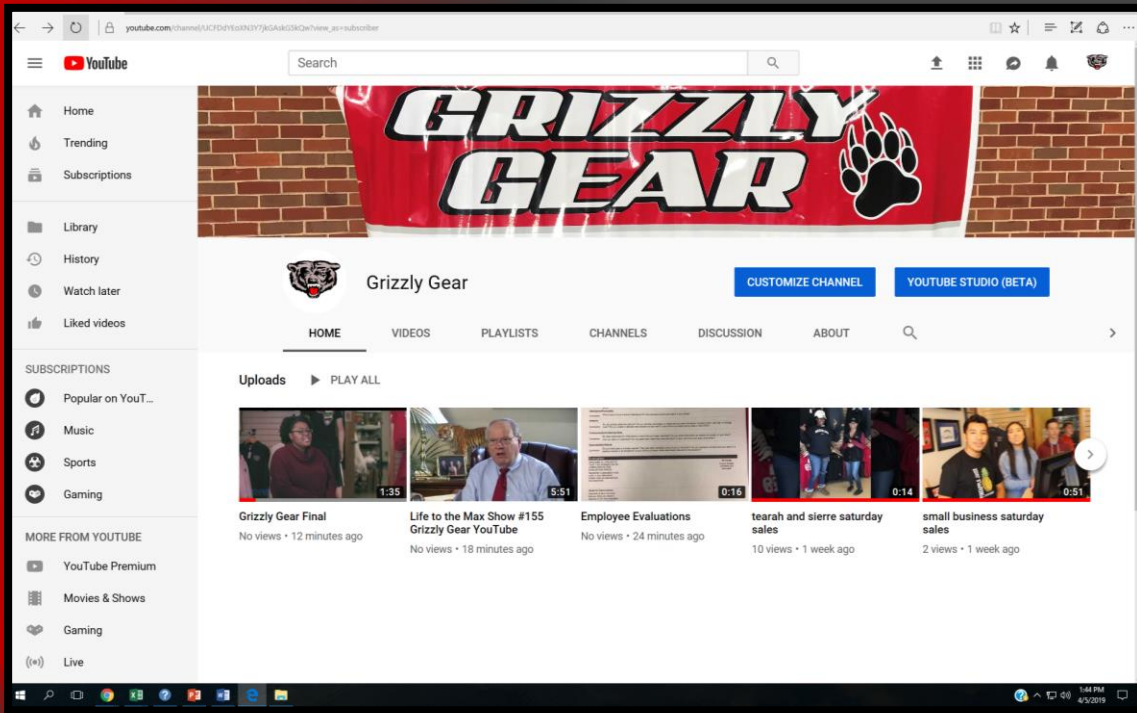 youtube.com/channel/UCFDdYEoXN3Y7jkGAskG3kQw?view_as=subscriber
YouTube
Search
Home
Trending
Subscriptions
Library
History
Watch later
Liked videos
SUBSCRIPTIONS
Popular on YouT...
Music
Sports
Gaming
MORE FROM YOUTUBE
YouTube Premium
Movies & Shows
Gaming
Live
GRIZZLY
GEAR
Grizzly Gear
CUSTOMIZE CHANNEL
YOUTUBE STUDIO (BETA)
HOME VIDEOS PLAYLISTS CHANNELS DISCUSSION ABOUT
Uploads PLAY ALL
1:35 5:51 0:16 0:14 0:51
Grizzly Gear Final
No views • 12 minutes ago
Life to the Max Show #155
Grizzly Gear YouTube
No views • 18 minutes ago
Employee Evaluations
No views • 24 minutes ago
tearah and sierre saturday
sales
10 views • 1 week ago
small business saturday
sales
2 views • 1 week ago
1:44 PM
4/5/2019